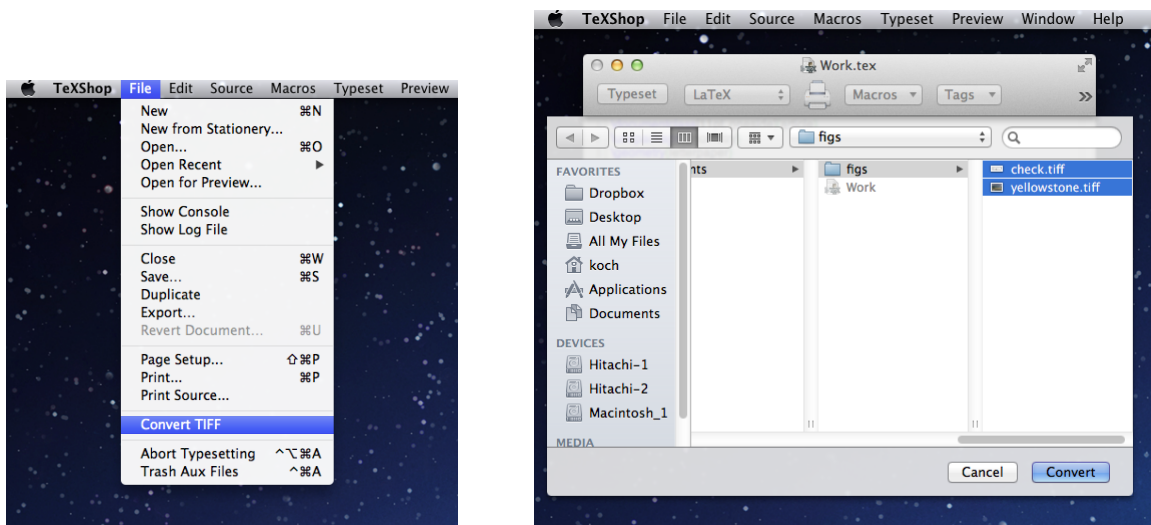 TeXShop File Edit Source Macros Typeset Preview
New ⌘N
New from Stationery...
Open... ⌘O
Open Recent ▶
Open for Preview...
Show Console
Show Log File
Close ⌘W
Save... ⌘S
Duplicate
Export...
Revert Document... ⌘U
Page Setup... ⇧⌘P
Print... ⌘P
Print Source...
Convert TIFF
Abort Typesetting ^⌥⌘A
Trash Aux Files ^⌘A
TeXShop File Edit Source Macros Typeset Preview Window Help
Work.tex
Typeset LaTeX Macros Tags »
figs
FAVORITES
Dropbox
Desktop
All My Files
koch
Applications
Documents
DEVICES
Hitachi-1
Hitachi-2
Macintosh_1
MEDIA
nts
figs
Work
check.tiff
yellowstone.tiff
Cancel Convert